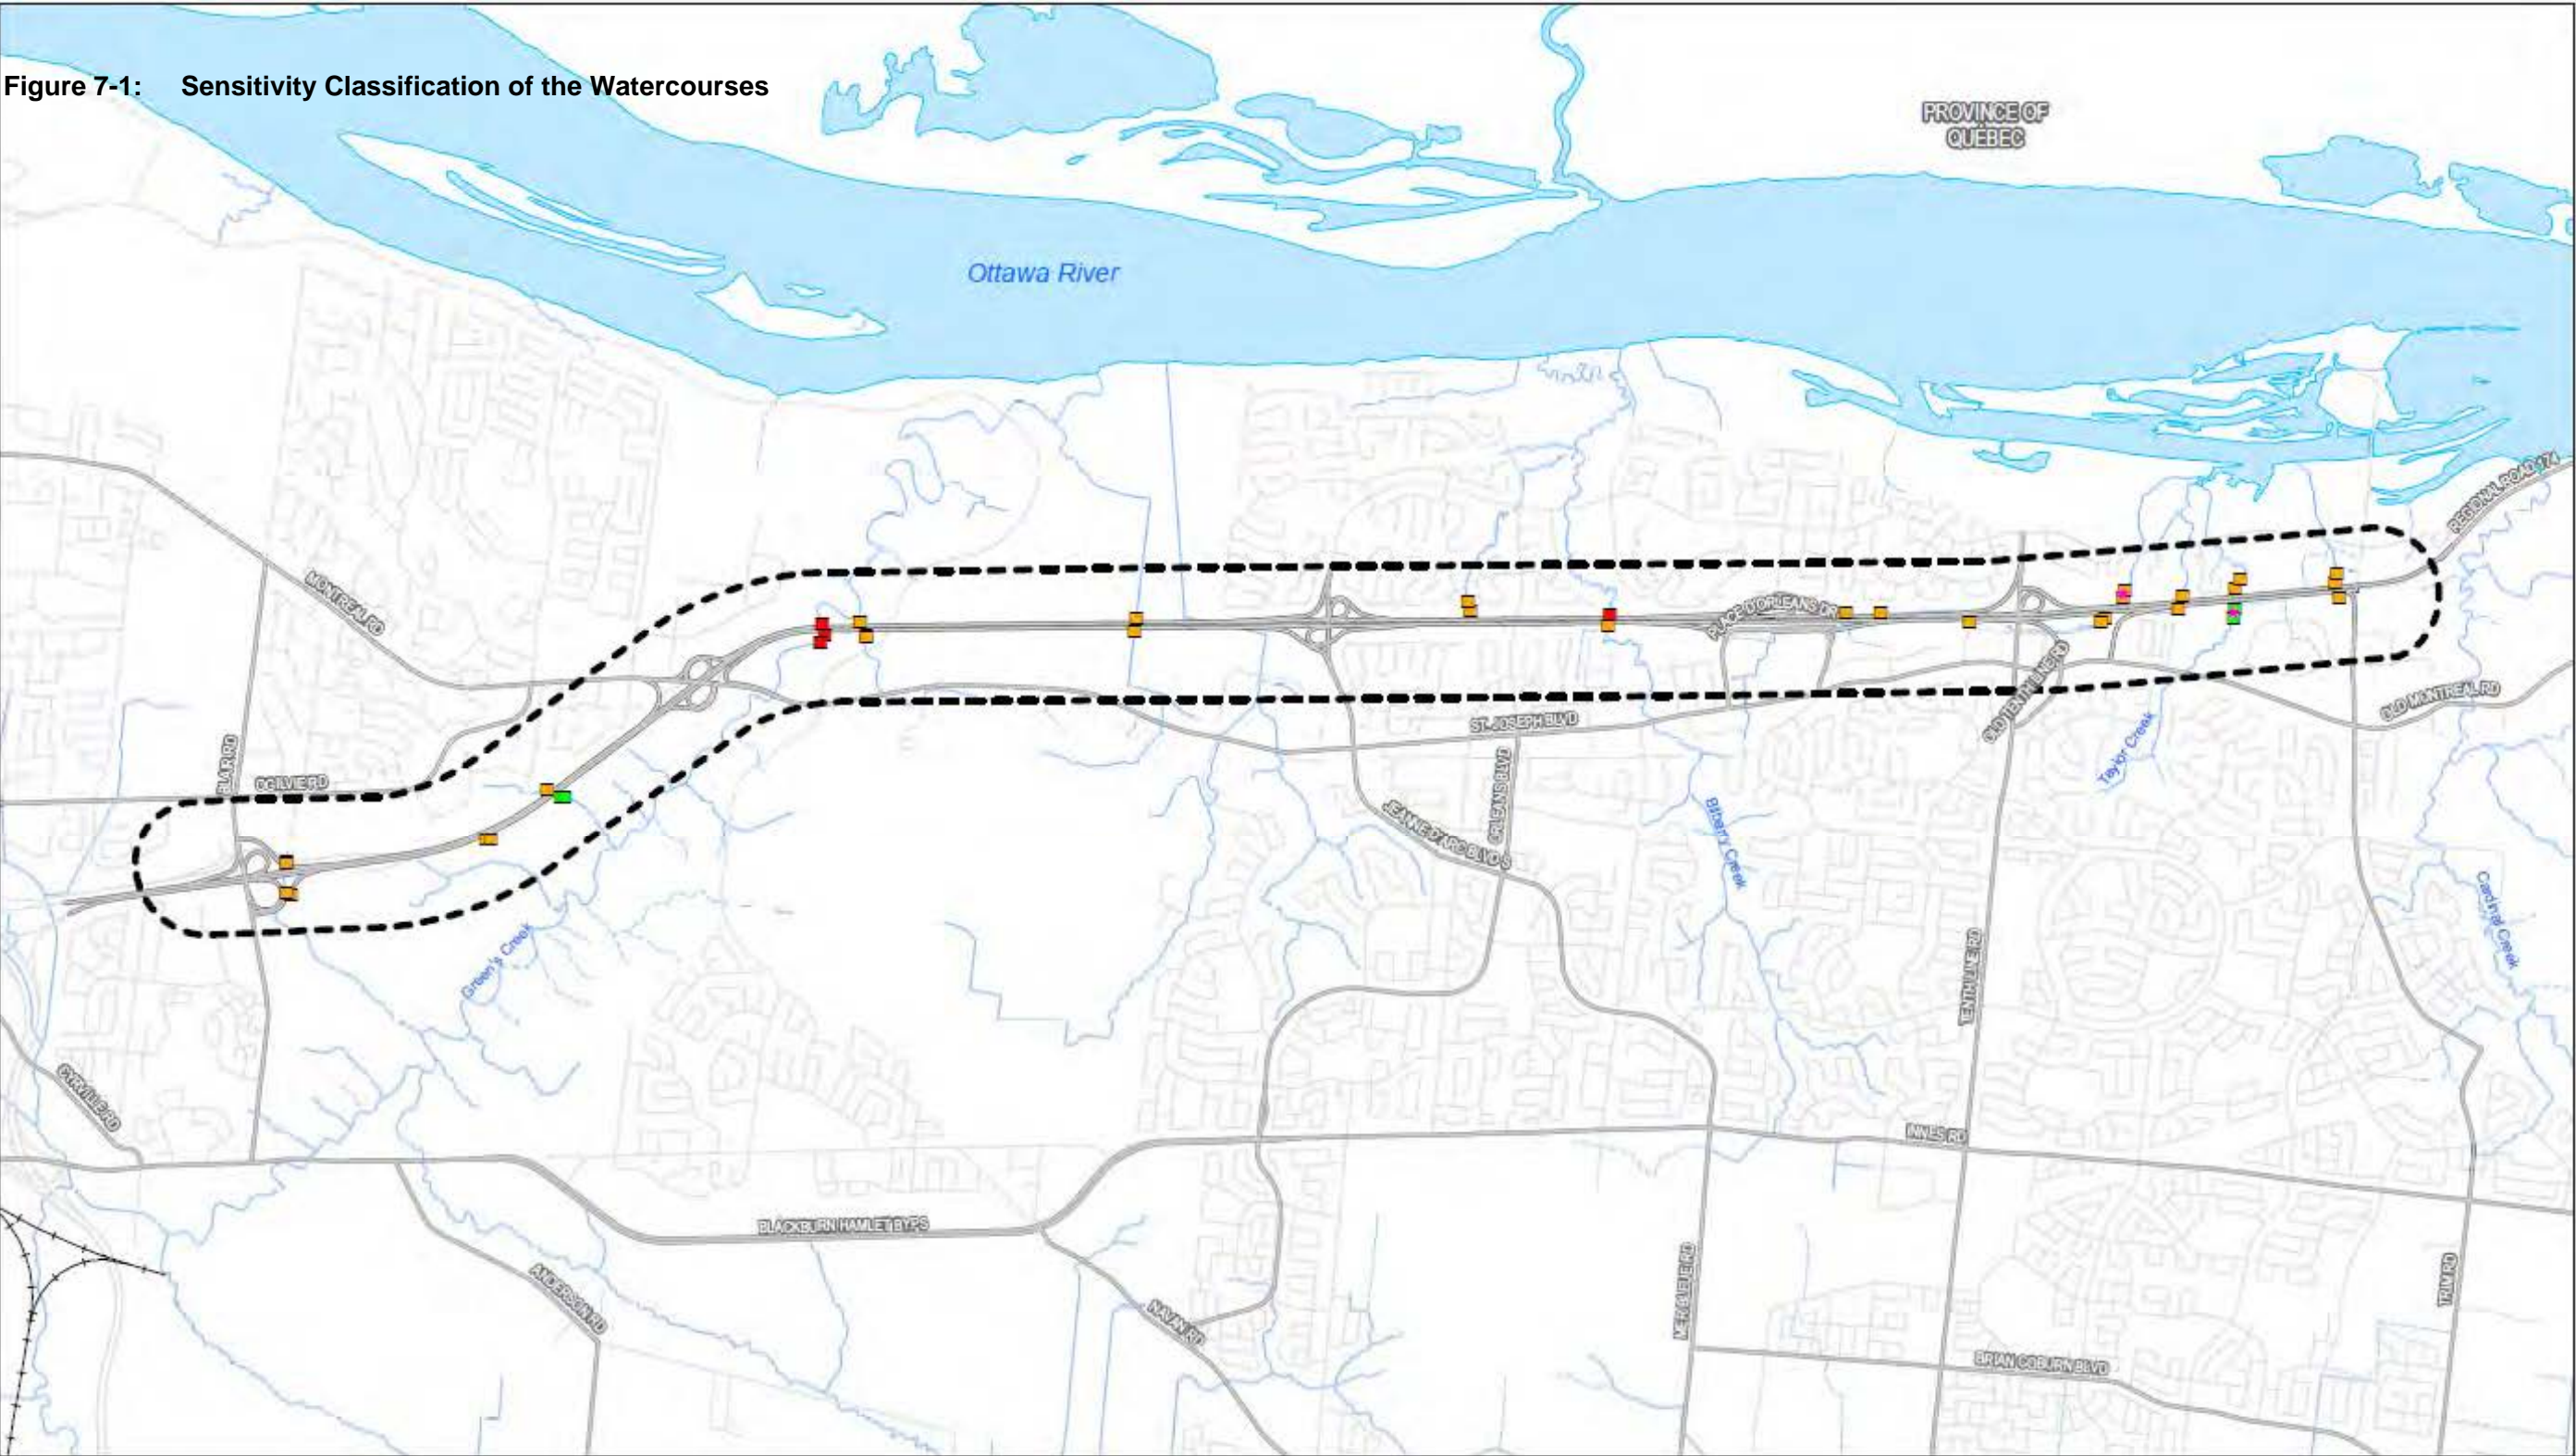 Figure 7-1: Sensitivity Classification of the Watercourses
PROVINCE OF
QUÉBEC
Ottawa River
REGIONAL ROAD 174
MONTREAL RD
PLACE D'ORLEANS DR
BLAIR RD
OGILVIE RD
OLD TENTH LINE RD
OLD MONTREAL RD
ST-JOSEPH BLVD
Taylor Creek
ORLEANS BLVD
JEANNE D'ARC BLVD S
Bilberry Creek
Cardinal Creek
Green's Creek
TENTH LINE RD
CYRVILLE RD
INNES RD
BLACKBURN HAMLET BYPS
ANDERSON RD
NAVAN RD
MER BLEUE RD
TRIM RD
BRIAN COBURN BLVD